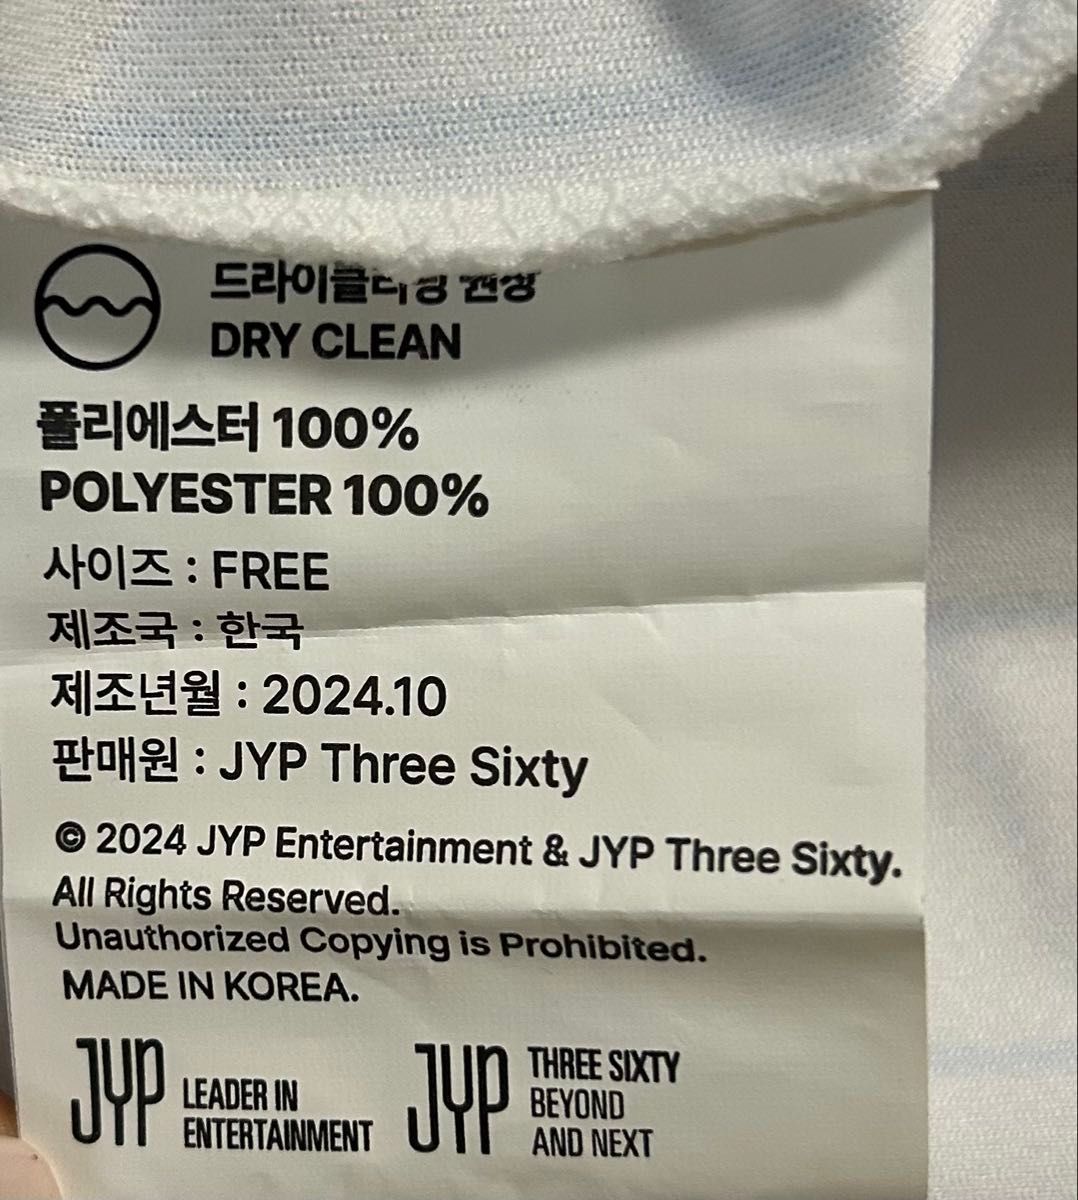 드라이클리닝 권장
DRY CLEAN
폴리에스터 100%
POLYESTER 100%
사이즈 : FREE
제조국 : 한국
제조년월 : 2024.10
판매원 : JYP Three Sixty
© 2024 JYP Entertainment & JYP Three Sixty.
All Rights Reserved.
Unauthorized Copying is Prohibited.
MADE IN KOREA.
JYP LEADER IN
ENTERTAINMENT
JYP THREE SIXTY
BEYOND
AND NEXT